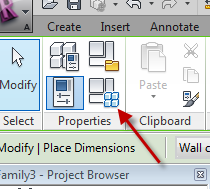 Create Insert Annotate
Modify
Paste
Select Properties Clipboard
Modify | Place Dimensions Wall c
Family3 - Project Browser